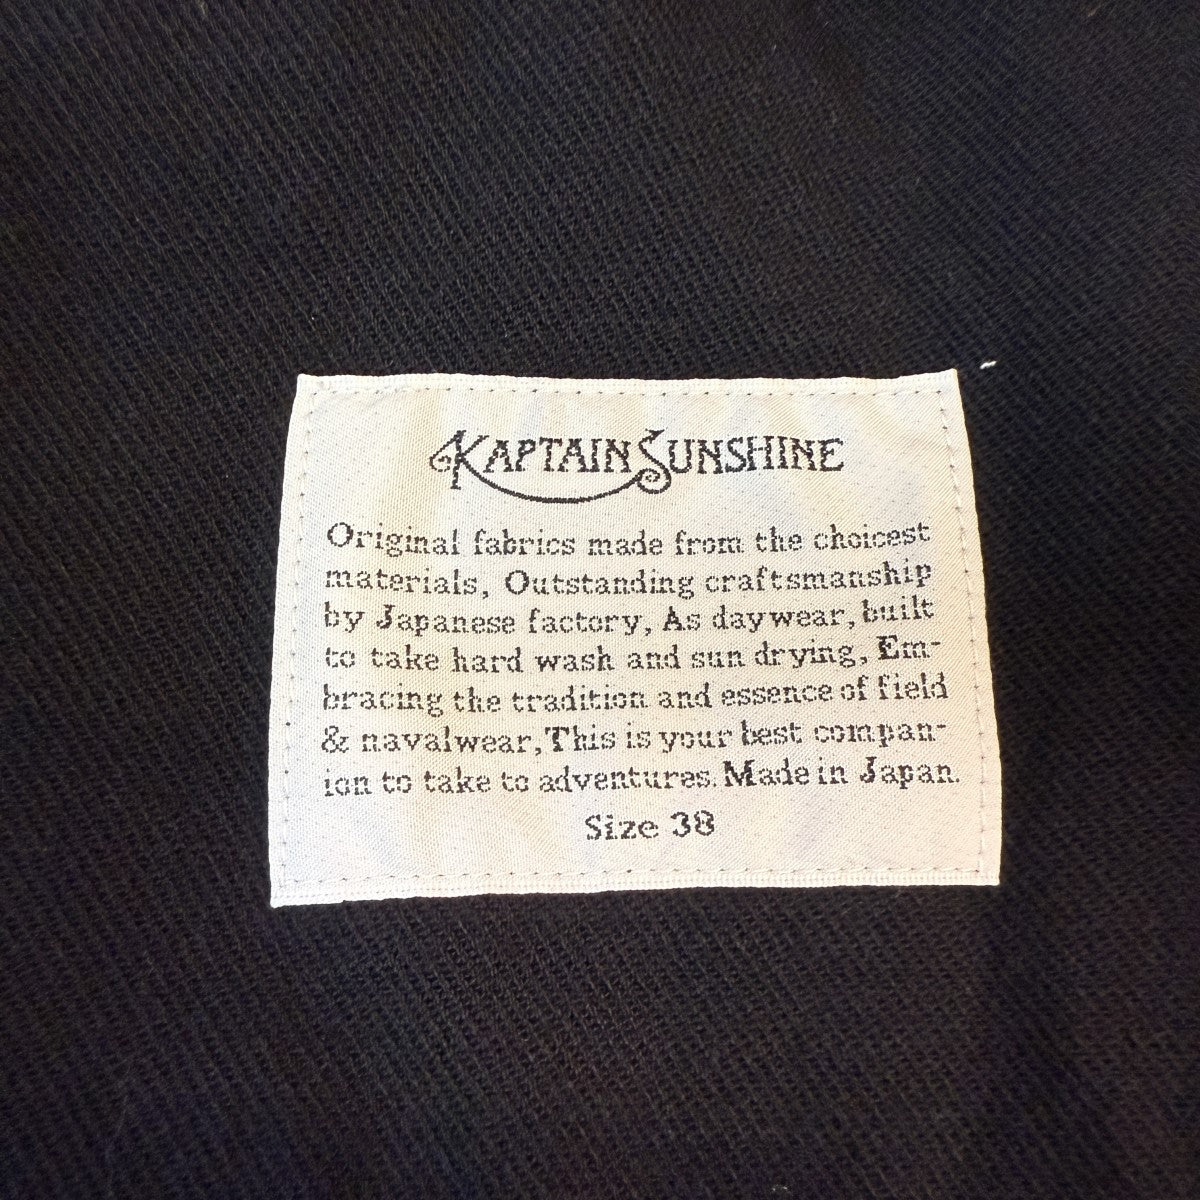 KAPTAIN SUNSHINE
Original fabrics made from the choicest
materials, Outstanding craftsmanship
by Japanese factory, As daywear, built
to take hard wash and sun drying, Em-
bracing the tradition and essence of field
& navalwear, This is your best compan-
ion to take to adventures. Made in Japan.
Size 38